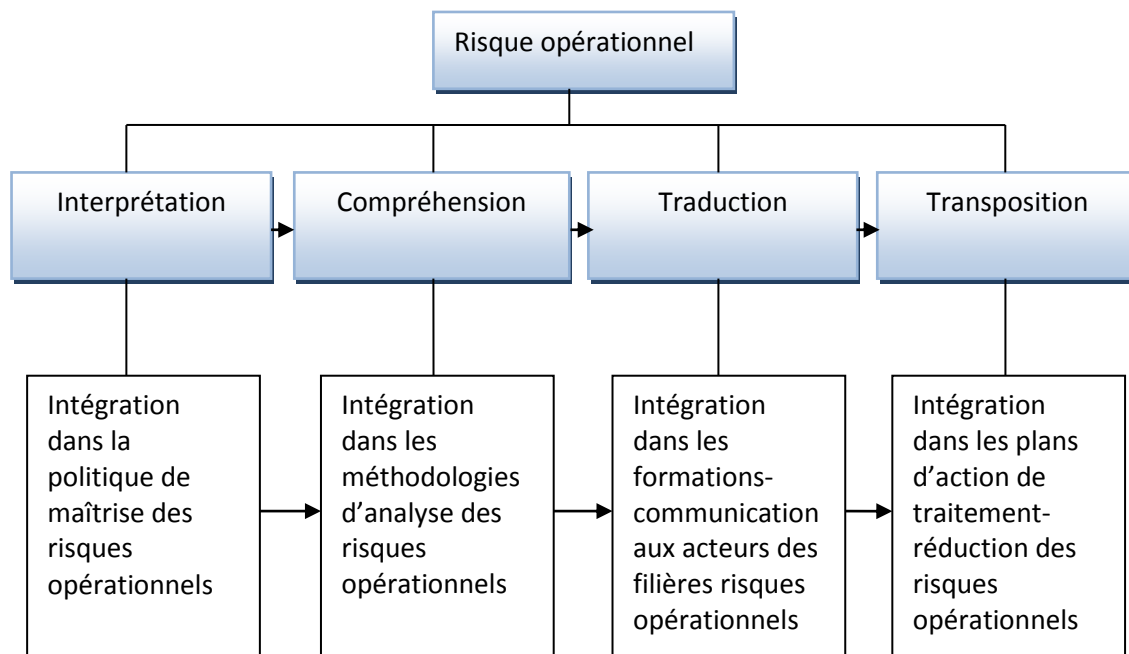 Risque opérationnel
Interprétation
Compréhension
Traduction
Transposition
Intégration
dans la
politique de
maîtrise des
risques
opérationnels
Intégration
dans les
méthodologies
d’analyse des
risques
opérationnels
Intégration
dans les
formations-
communication
aux acteurs des
filières risques
opérationnels
Intégration
dans les plans
d’action de
traitement-
réduction des
risques
opérationnels